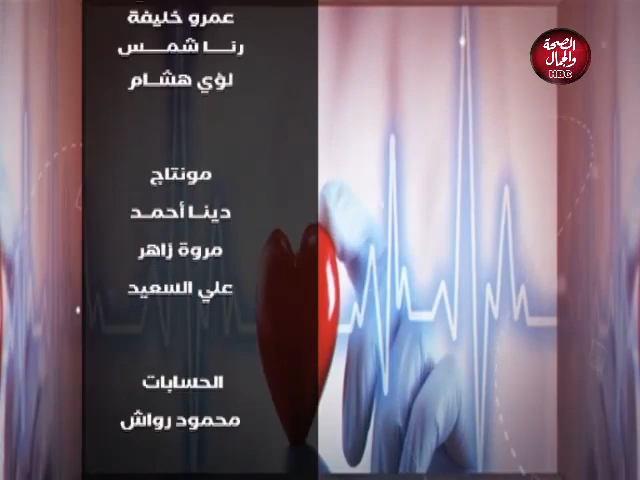 عمرو خليفة
رنا شمس
لؤي هشام
الصحة
والجمال
HBC
مونتاج
دينا أحمد
مروة زاهر
علي السعيد
الحسابات
محمود رواش